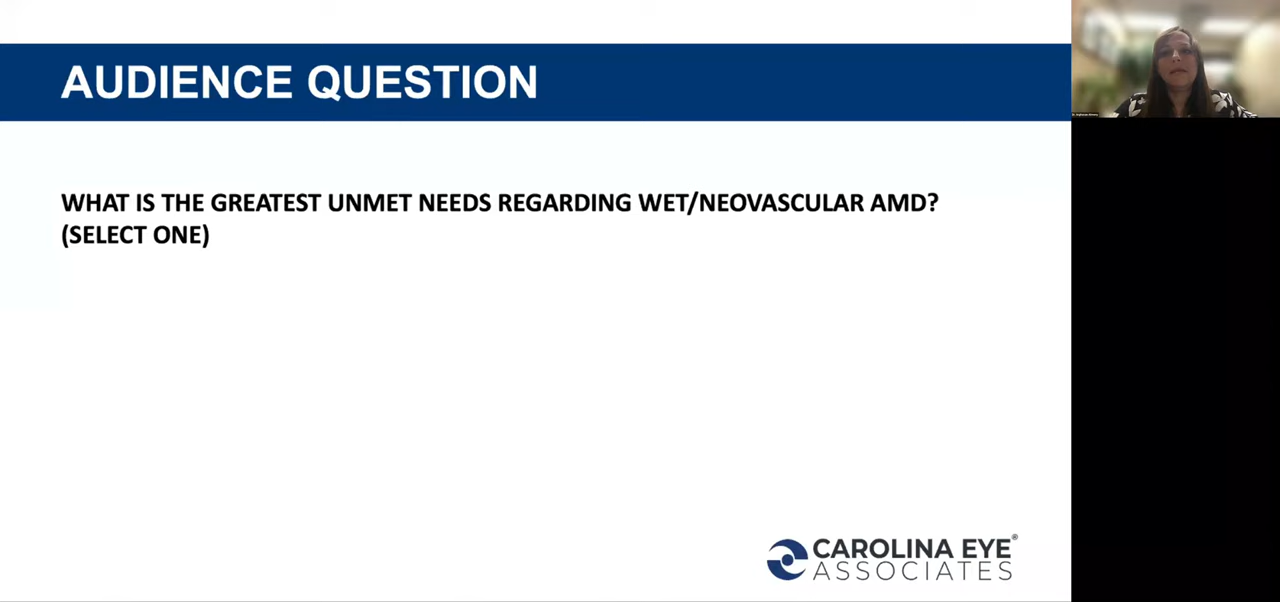 AUDIENCE QUESTION
WHAT IS THE GREATEST UNMET NEEDS REGARDING WET/NEOVASCULAR AMD?
(SELECT ONE)
CAROLINA EYE®
ASSOCIATES